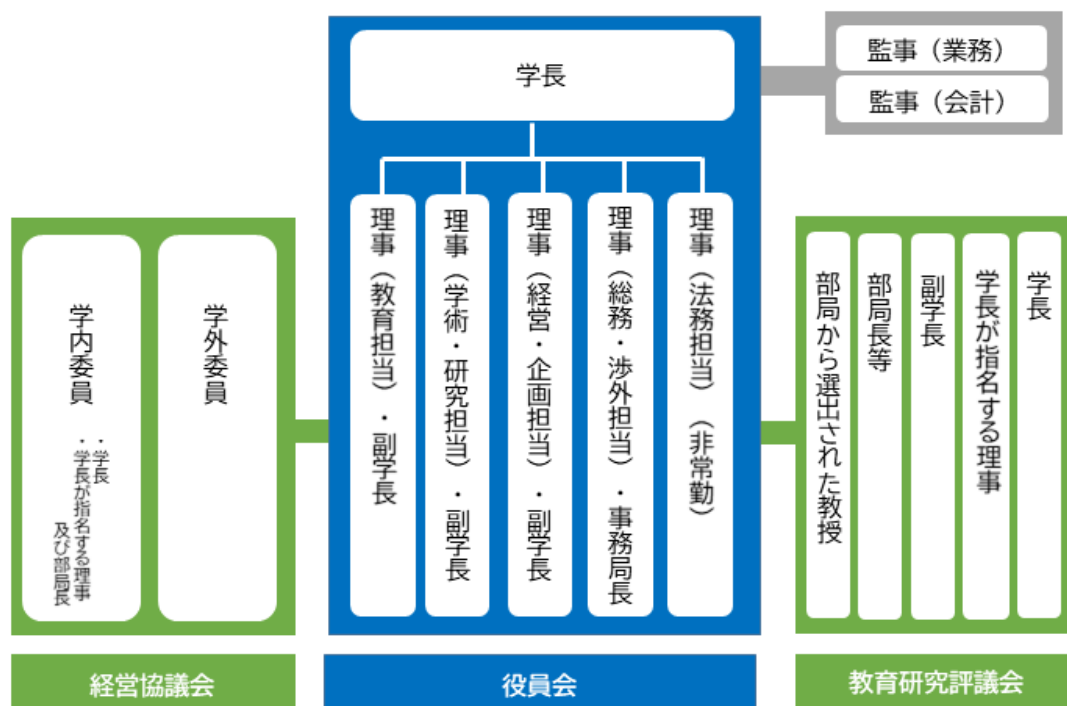 学長
監事（業務）
監事（会計）
理事（教育担当）・副学長
理事（学術・研究担当）・副学長
理事（経営・企画担当）・副学長
理事（総務・渉外担当）・事務局長
理事（法務担当）（非常勤）
学内委員
・学長
・学長が指名する理事
及び部局長
学外委員
部局から選出された教授
部局長等
副学長
学長が指名する理事
学長
経営協議会
役員会
教育研究評議会